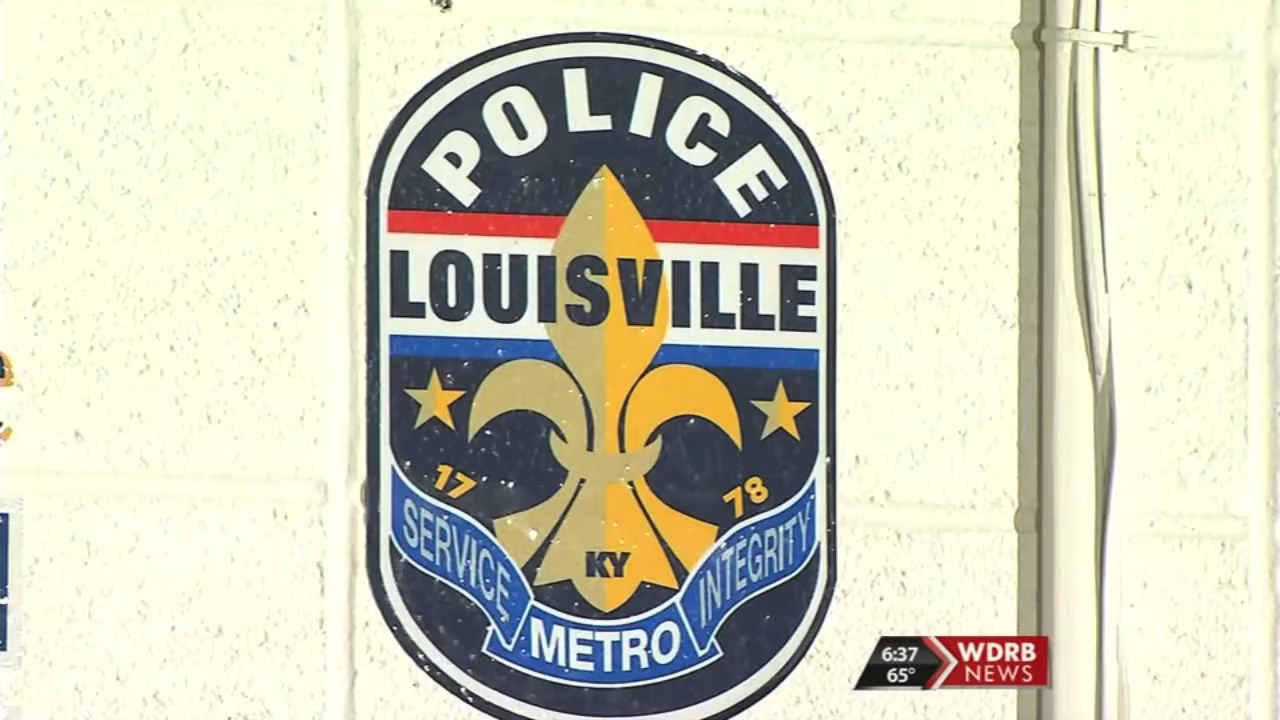 POLICE
LOUISVILLE
17 78
SERVICE INTEGRITY
KY
METRO
6:37 WDRB
65° NEWS